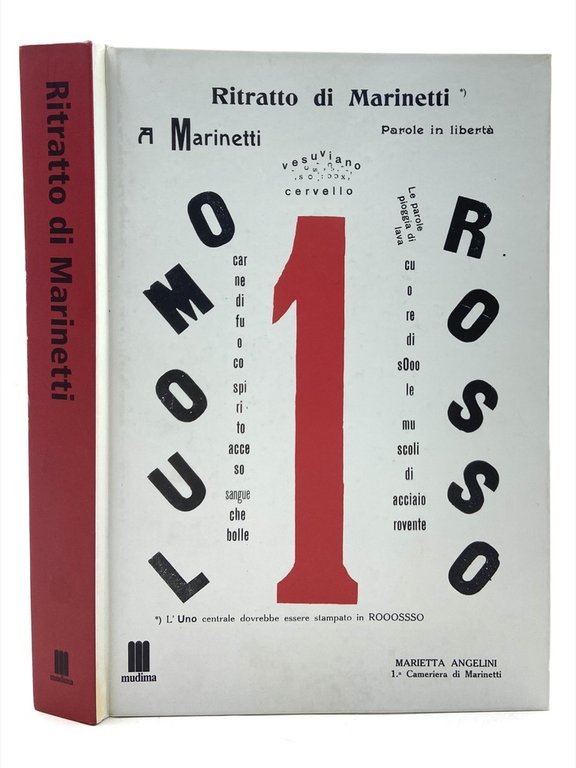 Ritratto di Marinetti
Ritratto di Marinetti *)
A Marinetti
Parole in libertà
vesuviano
cervello
Le parole
pioggia di
lava
L U O M O
car
ne di
fu
o
co
spi
ri
to
acce
so
sangue
che
bolle
1
cu
o
re di
sOoo
le
mu
scoli
di
acciaio
rovente
R O S S O
*) L' Uno centrale dovrebbe essere stampato in ROOOSSSO
mudima
mudima
MARIETTA ANGELINI
1.ª Cameriera di Marinetti